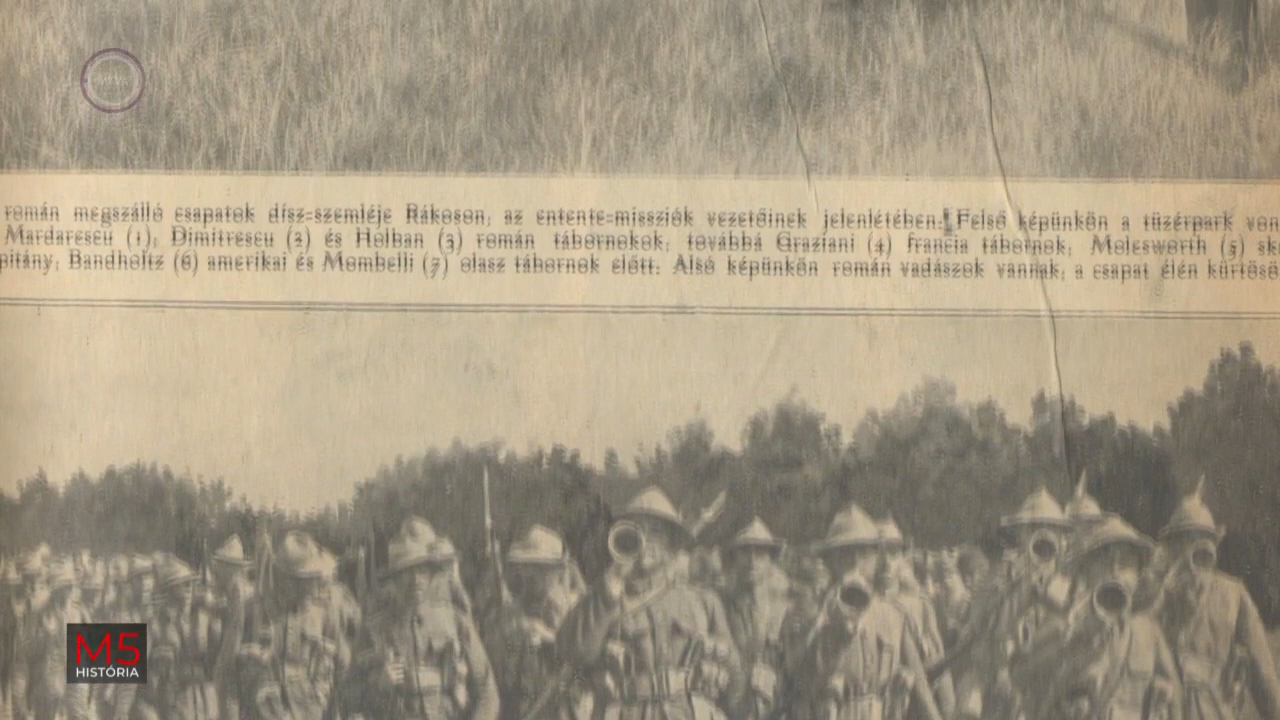 román megszálló csapatok dísz-szemléje Rákoson, az entente-missziók vezetőinek jelenlétében. Felső képünkön a tüzérpark von
Mardarescu (1), Dimitrescu (2) és Holban (3) román tábornokok, továbbá Graziani (4) francia tábornok, Molesworth (5) sk
pitány, Bandholtz (6) amerikai és Mombelli (7) olasz tábornok előtt. Alsó képünkön román vadászok vannak, a csapat élén kürtösö
M5
HISTÓRIA